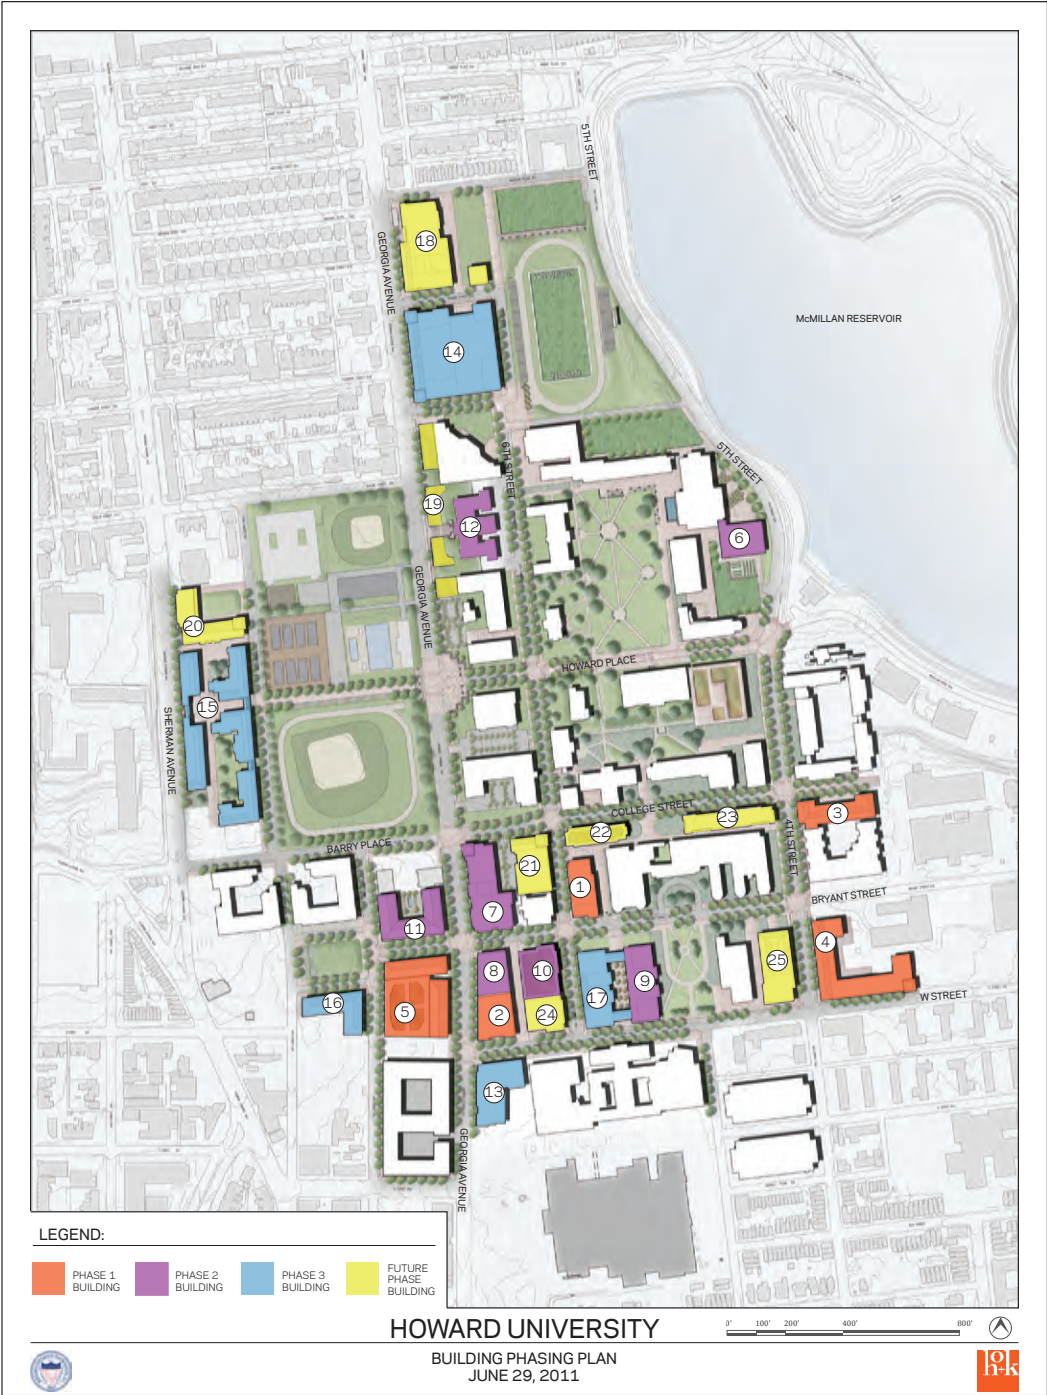 5TH STREET
GEORGIA AVENUE
18
McMILLAN RESERVOIR
14
6TH STREET
5TH STREET
19
12
6
GEORGIA AVENUE
20
HOWARD PLACE
15
SHERMAN AVENUE
COLLEGE STREET
23
3
22
4TH STREET
BARRY PLACE
21
1
BRYANT STREET
7
11
4
8
10
25
9
W STREET
17
16
5
2
24
13
GEORGIA AVENUE
LEGEND:
PHASE 1
BUILDING
PHASE 2
BUILDING
PHASE 3
BUILDING
FUTURE
PHASE
BUILDING
HOWARD UNIVERSITY
0' 100' 200' 400' 800'
BUILDING PHASING PLAN
JUNE 29, 2011
hok